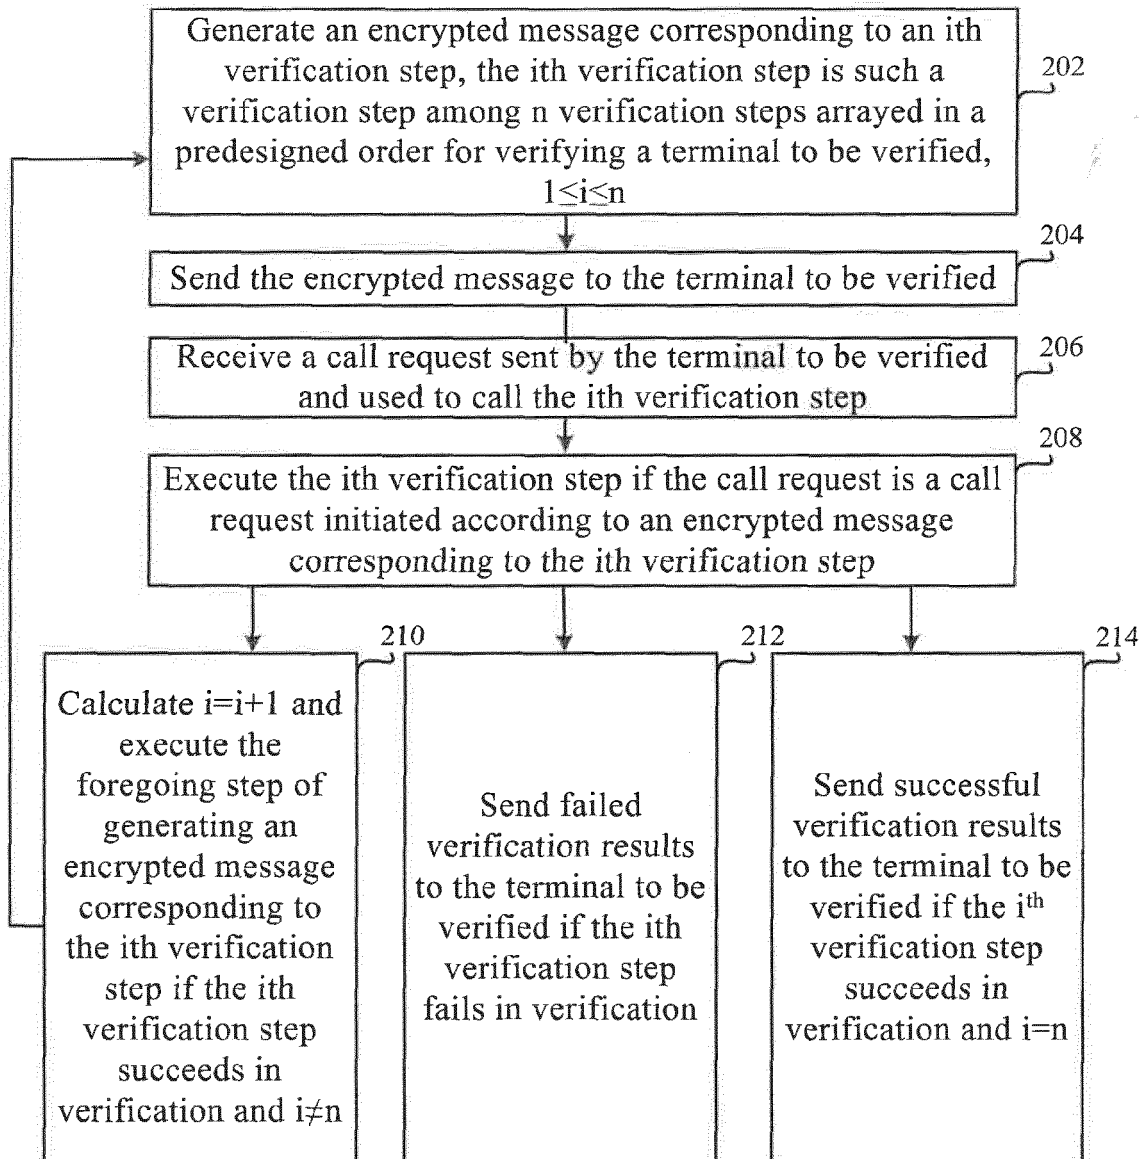 Generate an encrypted message corresponding to an ith
verification step, the ith verification step is such a
verification step among n verification steps arrayed in a
predesigned order for verifying a terminal to be verified,
1≤i≤n
202
204
Send the encrypted message to the terminal to be verified
206
Receive a call request sent by the terminal to be verified
and used to call the ith verification step
208
Execute the ith verification step if the call request is a call
request initiated according to an encrypted message
corresponding to the ith verification step
210
Calculate i=i+1 and
execute the
foregoing step of
generating an
encrypted message
corresponding to
the ith verification
step if the ith
verification step
succeeds in
verification and i≠n
212
Send failed
verification results
to the terminal to be
verified if the ith
verification step
fails in verification
214
Send successful
verification results
to the terminal to be
verified if the ith
verification step
succeeds in
verification and i=n